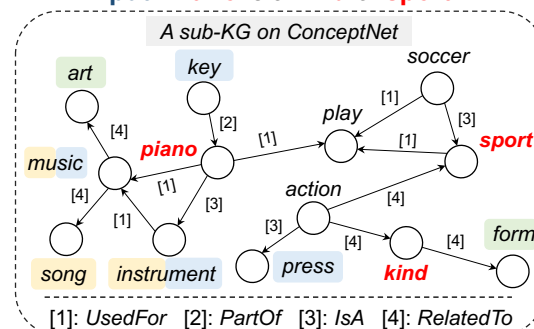 A sub-KG on ConceptNet
art
key
soccer
[4]
[2]
play
[1]
[3]
music
piano
[1]
[1]
sport
[1]
[4]
[1]
[3]
action
[4]
[3]
[4]
[4]
form
song
instrument
press
kind
[1]: UsedFor [2]: PartOf [3]: IsA [4]: RelatedTo